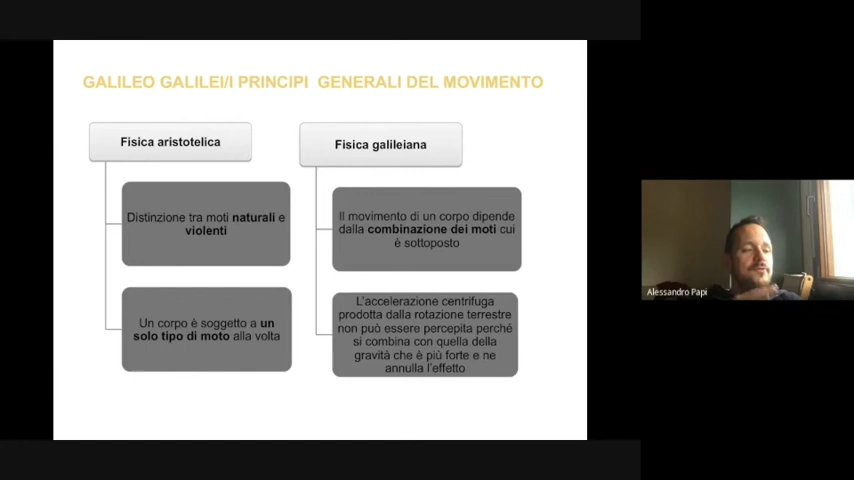 GALILEO GALILEI/I PRINCIPI GENERALI DEL MOVIMENTO
Fisica aristotelica
Distinzione tra moti naturali e
violenti
Un corpo è soggetto a un
solo tipo di moto alla volta
Fisica galileiana
Il movimento di un corpo dipende
dalla combinazione dei moti cui
è sottoposto
L'accelerazione centrifuga
prodotta dalla rotazione terrestre
non può essere percepita perché
si combina con quella della
gravità che è più forte e ne
annulla l'effetto
Alessandro Papi